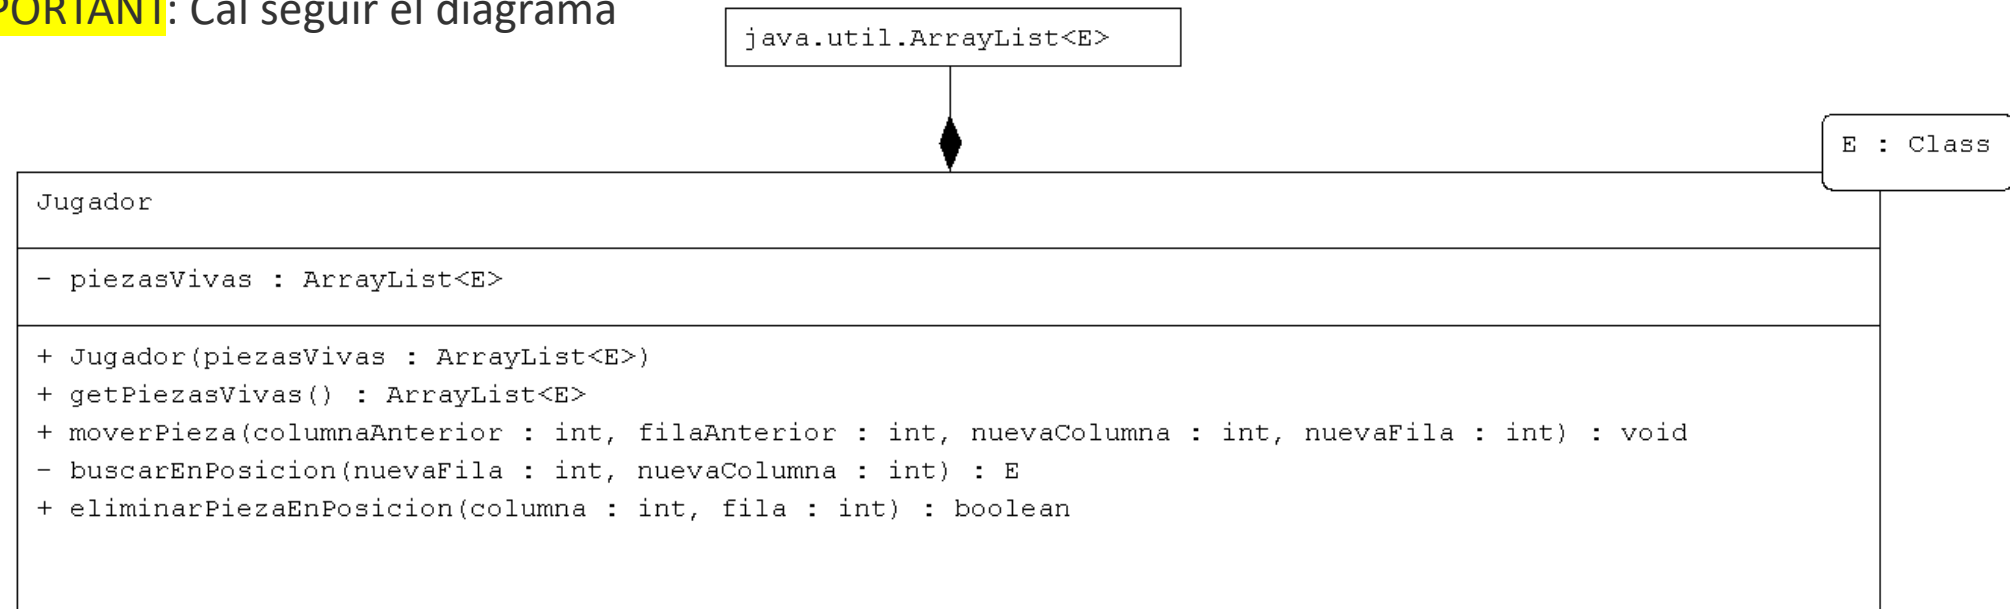 PORTANT: Cal seguir el diagrama
java.util.ArrayList<E>
E : Class
Jugador
- piezasVivas : ArrayList<E>
+ Jugador(piezasVivas : ArrayList<E>)
+ getPiezasVivas() : ArrayList<E>
+ moverPieza(columnaAnterior : int, filaAnterior : int, nuevaColumna : int, nuevaFila : int) : void
- buscarEnPosicion(nuevaFila : int, nuevaColumna : int) : E
+ eliminarPiezaEnPosicion(columna : int, fila : int) : boolean